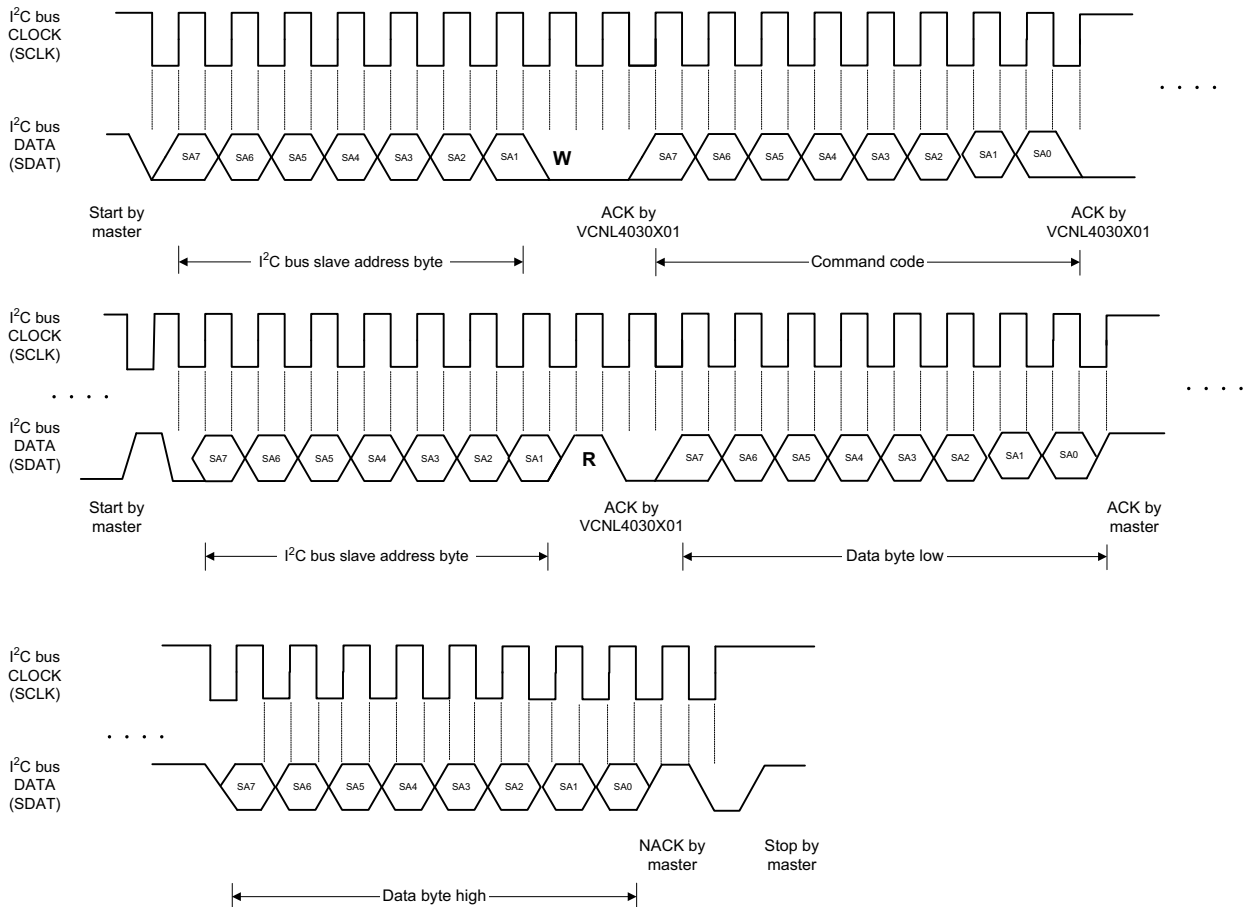 I²C bus
CLOCK
(SCLK)
. . . .
I²C bus
DATA
(SDAT)
SA7 SA6 SA5 SA4 SA3 SA2 SA1 W SA7 SA6 SA5 SA4 SA3 SA2 SA1 SA0
Start by
master
ACK by
VCNL4030X01
ACK by
VCNL4030X01
I²C bus slave address byte
Command code
I²C bus
CLOCK
(SCLK)
. . . .
. . . .
I²C bus
DATA
(SDAT)
SA7 SA6 SA5 SA4 SA3 SA2 SA1 R SA7 SA6 SA5 SA4 SA3 SA2 SA1 SA0
Start by
master
ACK by
VCNL4030X01
ACK by
master
I²C bus slave address byte
Data byte low
I²C bus
CLOCK
(SCLK)
. . . .
I²C bus
DATA
(SDAT)
SA7 SA6 SA5 SA4 SA3 SA2 SA1 SA0
NACK by
master
Stop by
master
Data byte high